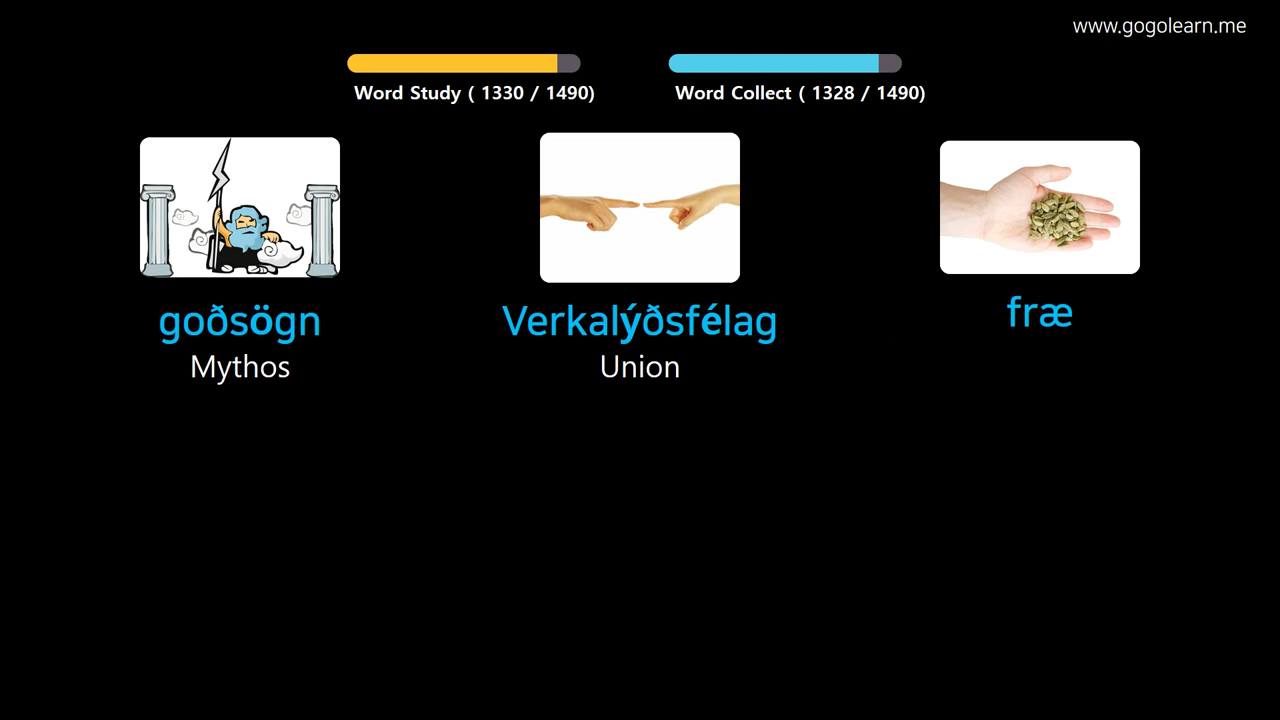 www.gogolearn.me
Word Study ( 1330 / 1490)
Word Collect ( 1328 / 1490)
goðsögn
Mythos
Verkalýðsfélag
Union
fræ